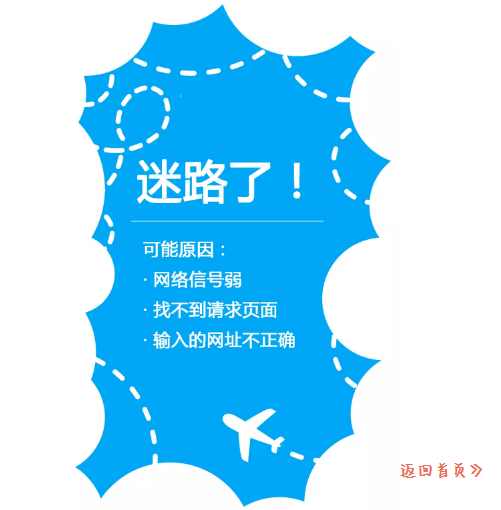 迷路了！
可能原因：
· 网络信号弱
· 找不到请求页面
· 输入的网址不正确
返回首页》